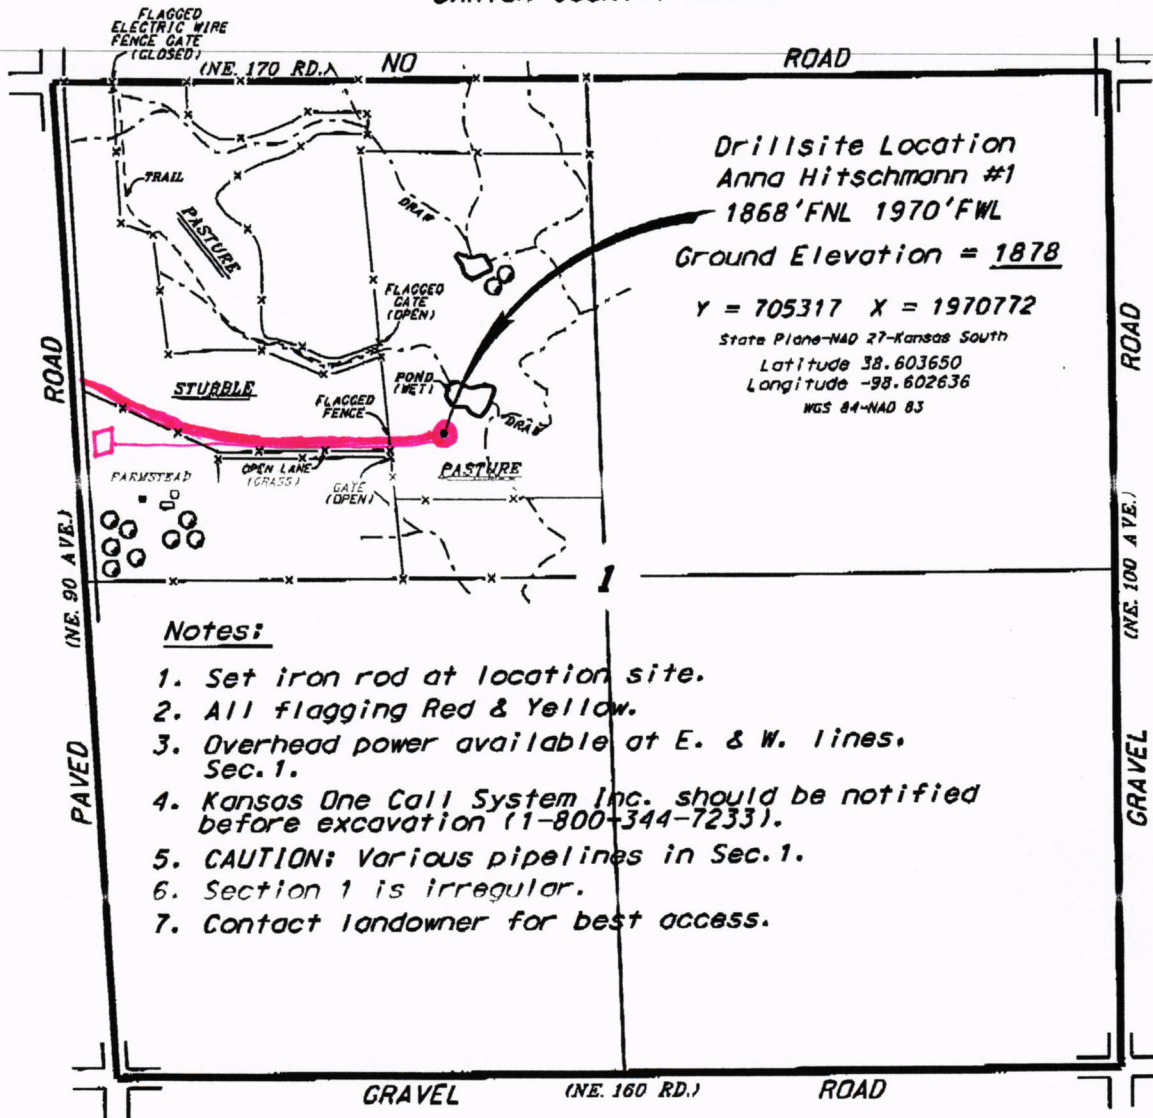 FLAGGED
ELECTRIC WIRE
FENCE GATE
(CLOSED)
(NE. 170 RD.)
NO
ROAD
TRAIL
PASTURE
DRAW
Drillsite Location
Anna Hitschmann #1
1868'FNL 1970'FWL
Ground Elevation = 1878
Y = 705317 X = 1970772
State Plane-NAD 27-Kansas South
Latitude 38.603650
Longitude -98.602636
WGS 84-NAD 83
FLAGGED
GATE
(OPEN)
ROAD
ROAD
STUBBLE
POND
(WET)
FLAGGED
FENCE
DRAW
PASTURE
FARMSTEAD
OPEN LANE
(GRASS)
GATE
(OPEN)
(NE. 90 AVE.)
(NE. 100 AVE.)
1
Notes:
1. Set iron rod at location site.
2. All flagging Red & Yellow.
3. Overhead power available at E. & W. lines.
Sec.1.
4. Kansas One Call System Inc. should be notified
before excavation (1-800-344-7233).
5. CAUTION: Various pipelines in Sec.1.
6. Section 1 is irregular.
7. Contact landowner for best access.
PAVED
GRAVEL
GRAVEL
(NE. 160 RD.)
ROAD